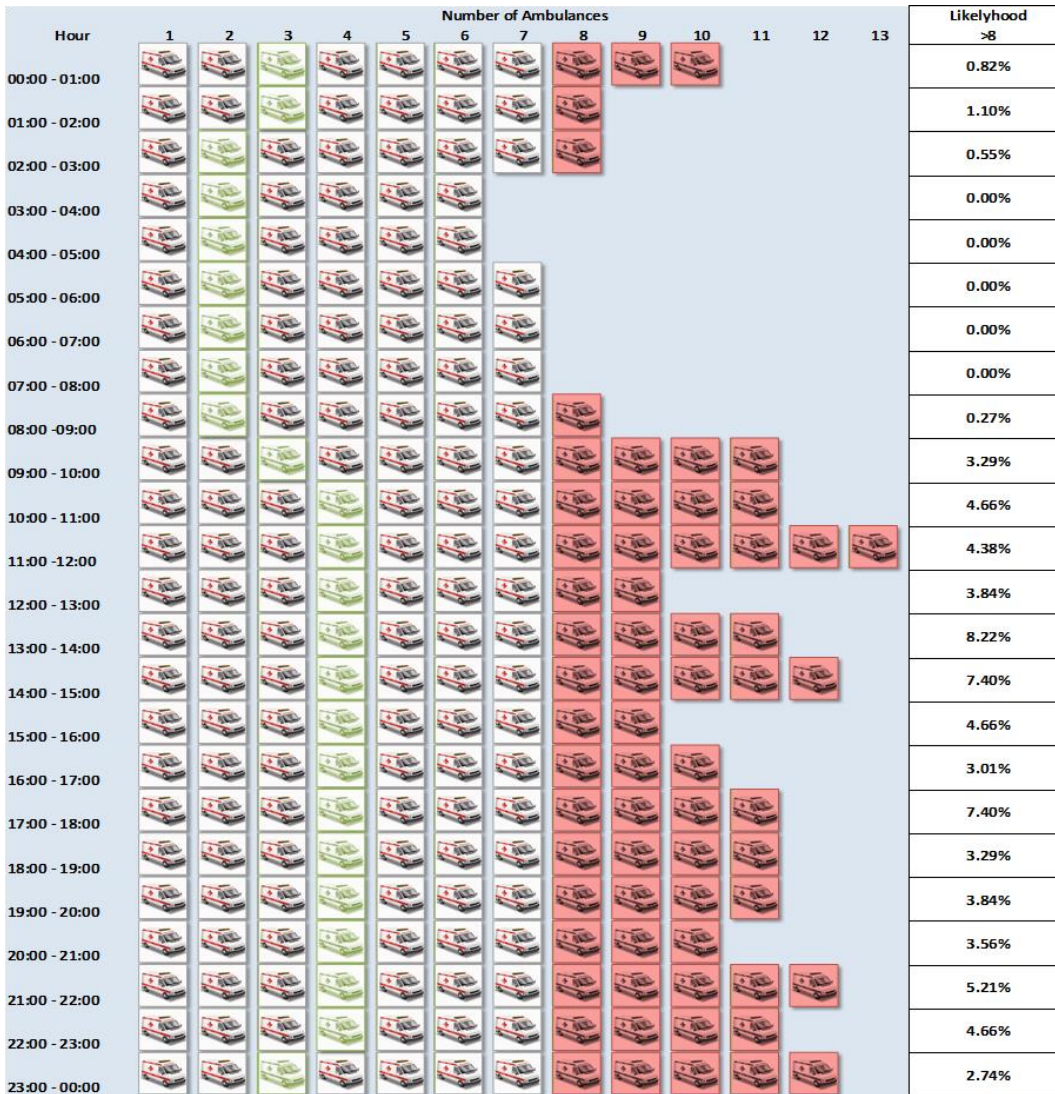 Number of Ambulances Likelyhood
Hour 1 2 3 4 5 6 7 8 9 10 11 12 13 >8
00:00 - 01:00 0.82%
01:00 - 02:00 1.10%
02:00 - 03:00 0.55%
03:00 - 04:00 0.00%
04:00 - 05:00 0.00%
05:00 - 06:00 0.00%
06:00 - 07:00 0.00%
07:00 - 08:00 0.00%
08:00 -09:00 0.27%
09:00 - 10:00 3.29%
10:00 - 11:00 4.66%
11:00 -12:00 4.38%
12:00 - 13:00 3.84%
13:00 - 14:00 8.22%
14:00 - 15:00 7.40%
15:00 - 16:00 4.66%
16:00 - 17:00 3.01%
17:00 - 18:00 7.40%
18:00 - 19:00 3.29%
19:00 - 20:00 3.84%
20:00 - 21:00 3.56%
21:00 - 22:00 5.21%
22:00 - 23:00 4.66%
23:00 - 00:00 2.74%